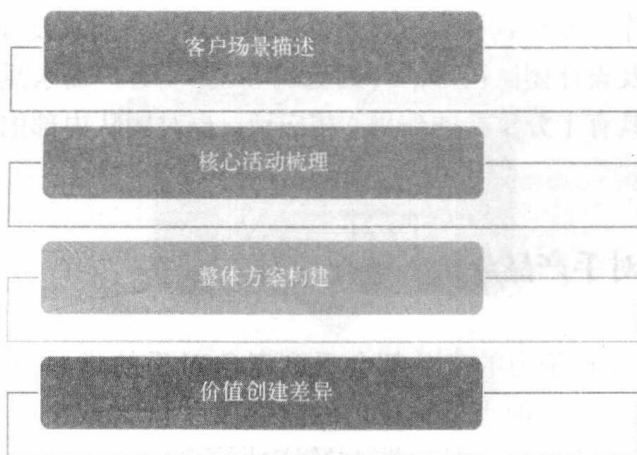 客户场景描述
核心活动梳理
整体方案构建
价值创建差异